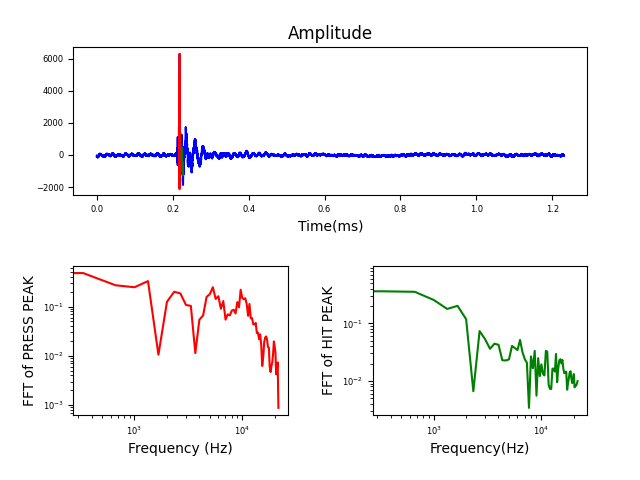 Amplitude
6000
4000
2000
0
−2000
0.0 0.2 0.4 0.6 0.8 1.0 1.2
Time(ms)
FFT of PRESS PEAK
10⁻¹
10⁻²
10⁻³
10³ 10⁴
Frequency (Hz)
FFT of HIT PEAK
10⁻¹
10⁻²
10³ 10⁴
Frequency(Hz)